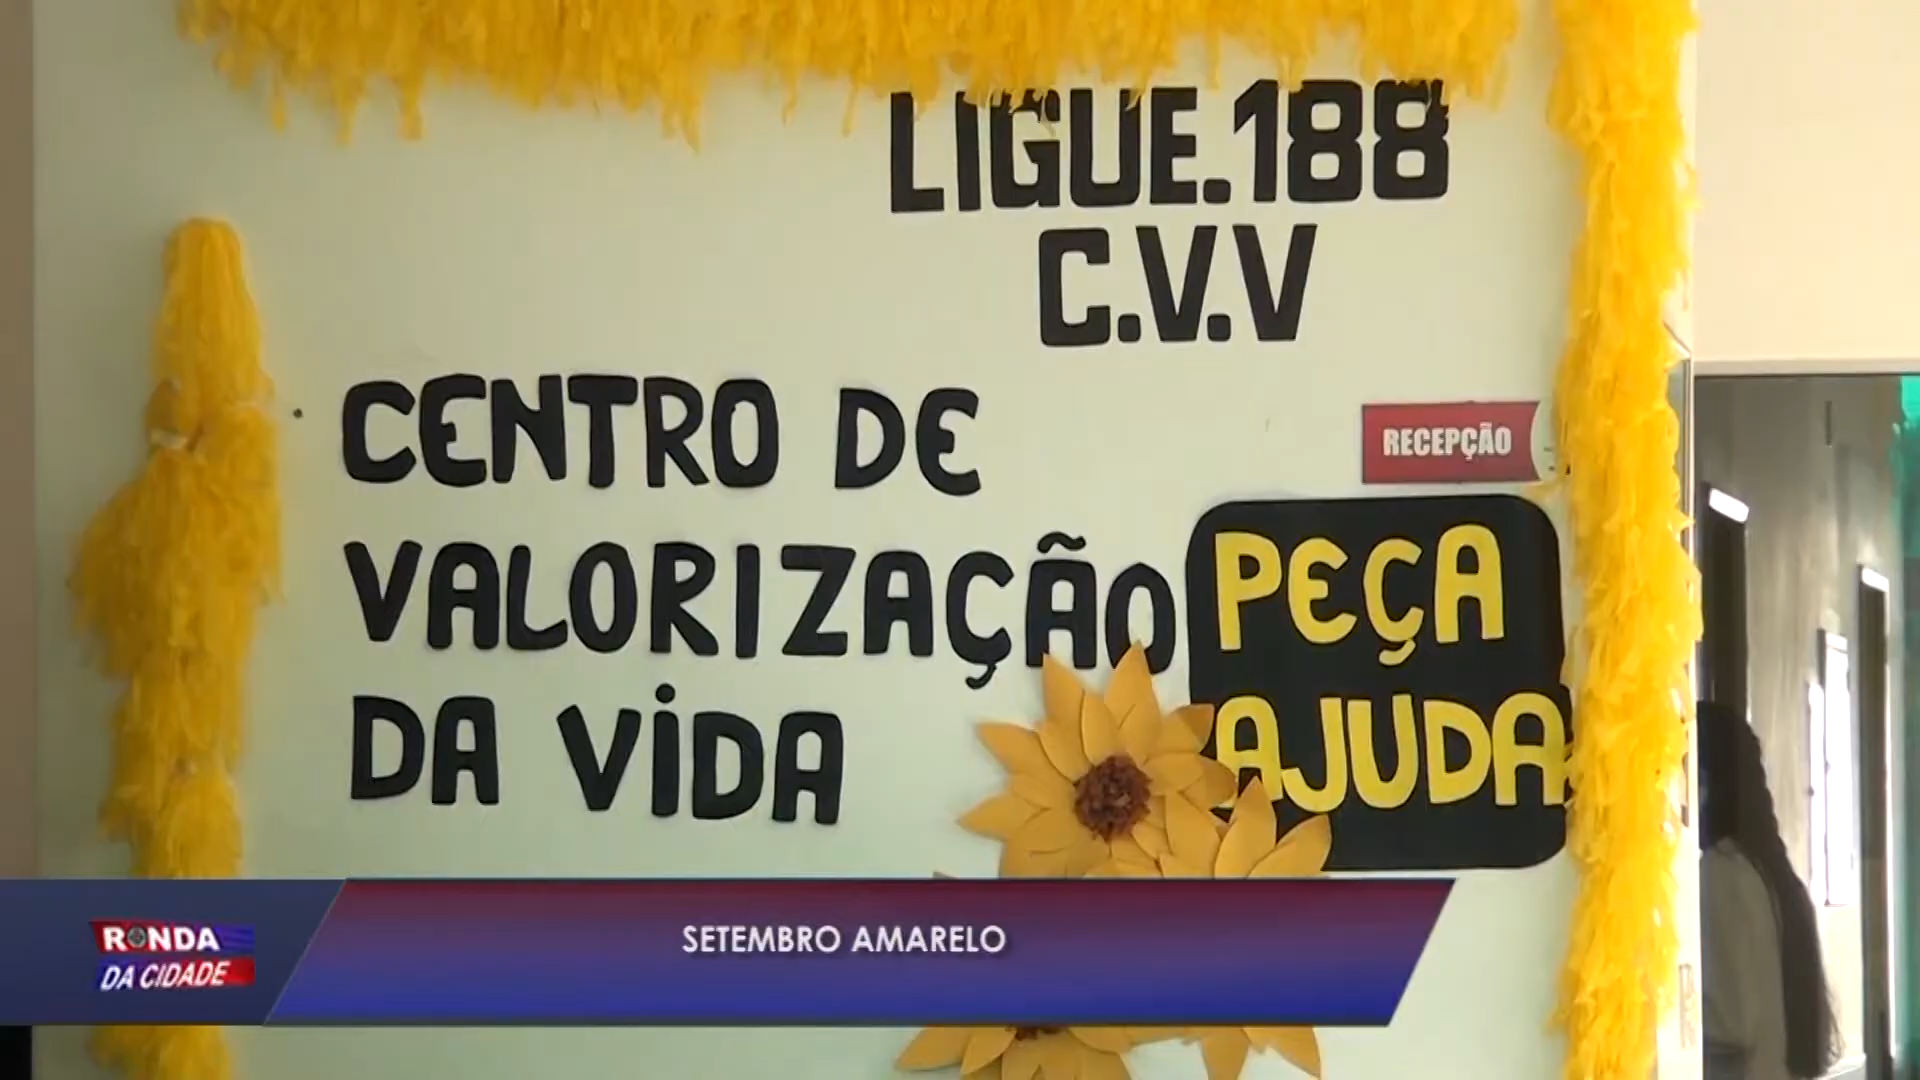 LIGUE.188
C.V.V
CENTRO DE
VALORIZAÇÃO
DA VIDA
RECEPÇÃO
PEÇA
AJUDA
RONDA
DA CIDADE
SETEMBRO AMARELO